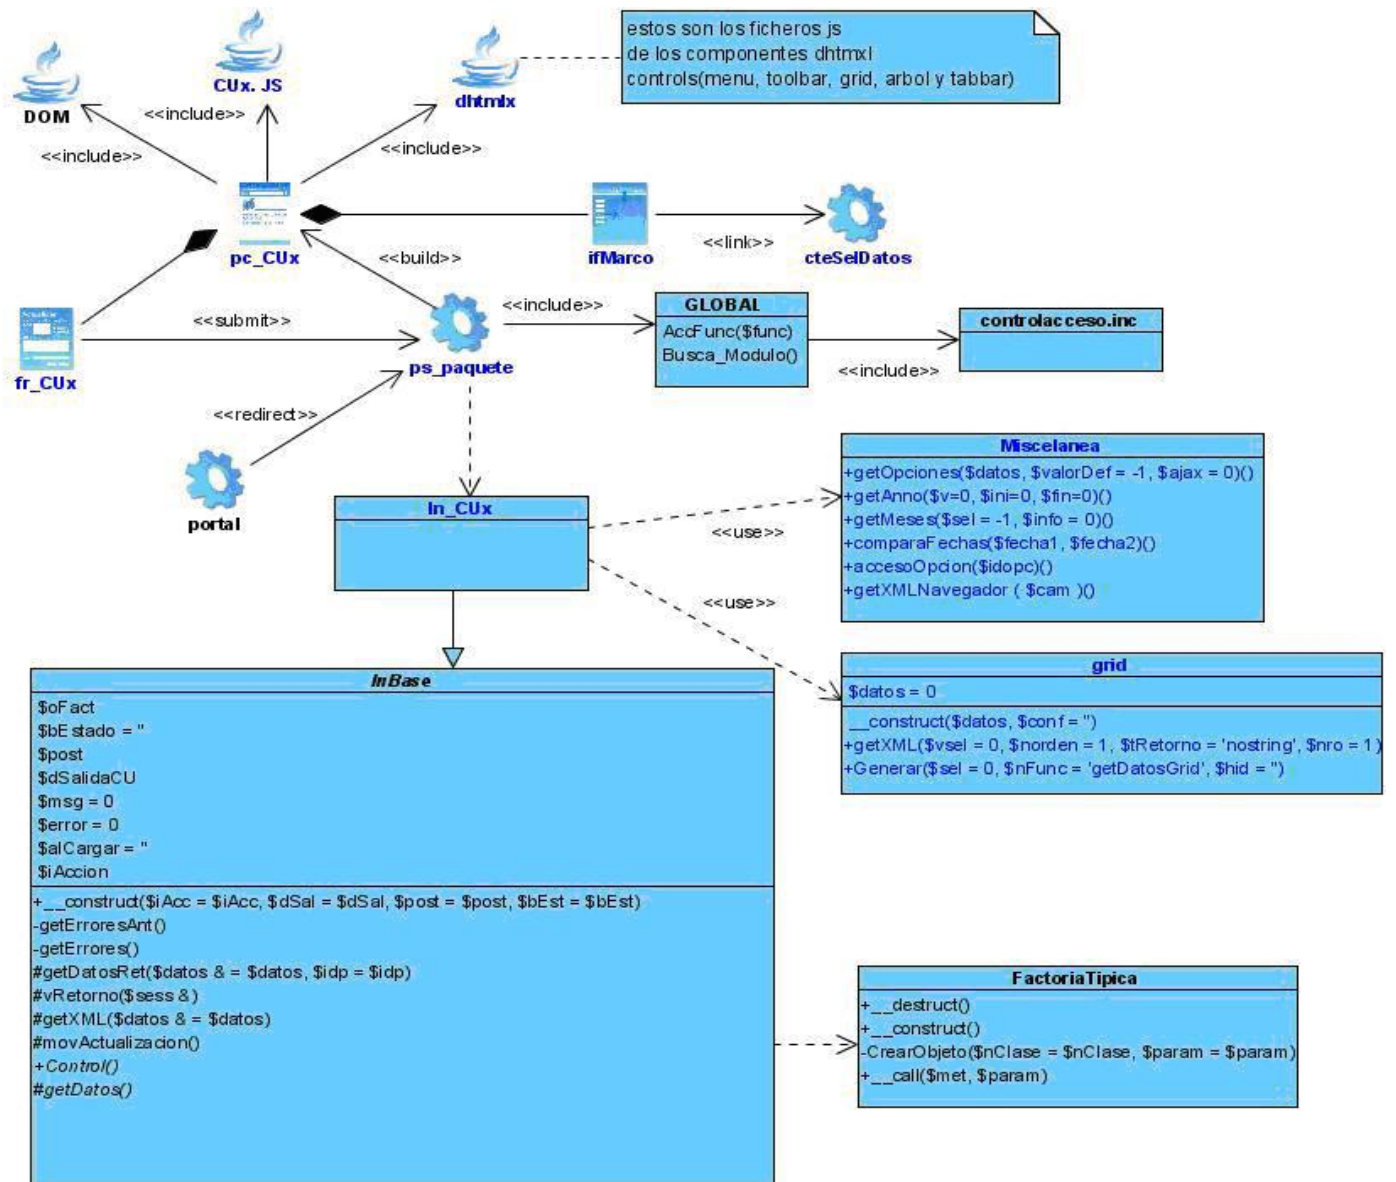 estos son los ficheros js
de los componentes dhtmxl
controls(menu, toolbar, grid, arbol y tabbar)
DOM
CUx. JS
dhtmlx
<<include>>
<<include>>
<<include>>
pc_CUx
ifMarco
<<link>>
cteSelDatos
<<build>>
<<submit>>
fr_CUx
ps_paquete
<<include>>
GLOBAL
AccFunc($func)
Busca_Modulo()
controlacceso.inc
<<include>>
<<redirect>>
portal
ln_CUx
<<use>>
<<use>>
Miscelanea
+getOpciones($datos, $valorDef = -1, $ajax = 0)()
+getAnno($v=0, $ini=0, $fin=0)()
+getMeses($sel = -1, $info = 0)()
+comparaFechas($fecha1, $fecha2)()
+accesoOpcion($idopc)()
+getXMLNavegador ( $cam )()
grid
$datos = 0
__construct($datos, $conf = '')
+getXML($vsel = 0, $norden = 1, $tRetorno = 'nostring', $nro = 1)
+Generar($sel = 0, $nFunc = 'getDatosGrid', $hid = '')
lnBase
$oFact
$bEstado = ''
$post
$dSalidaCU
$msg = 0
$error = 0
$alCargar = ''
$iAccion
+__construct($iAcc = $iAcc, $dSal = $dSal, $post = $post, $bEst = $bEst)
-getErroresAnt()
-getErrores()
#getDatosRet($datos & = $datos, $idp = $idp)
#vRetorno($sess &)
#getXML($datos & = $datos)
#movActualizacion()
+Control()
#getDatos()
FactoriaTipica
+__destruct()
+__construct()
-CrearObjeto($nClase = $nClase, $param = $param)
+__call($met, $param)